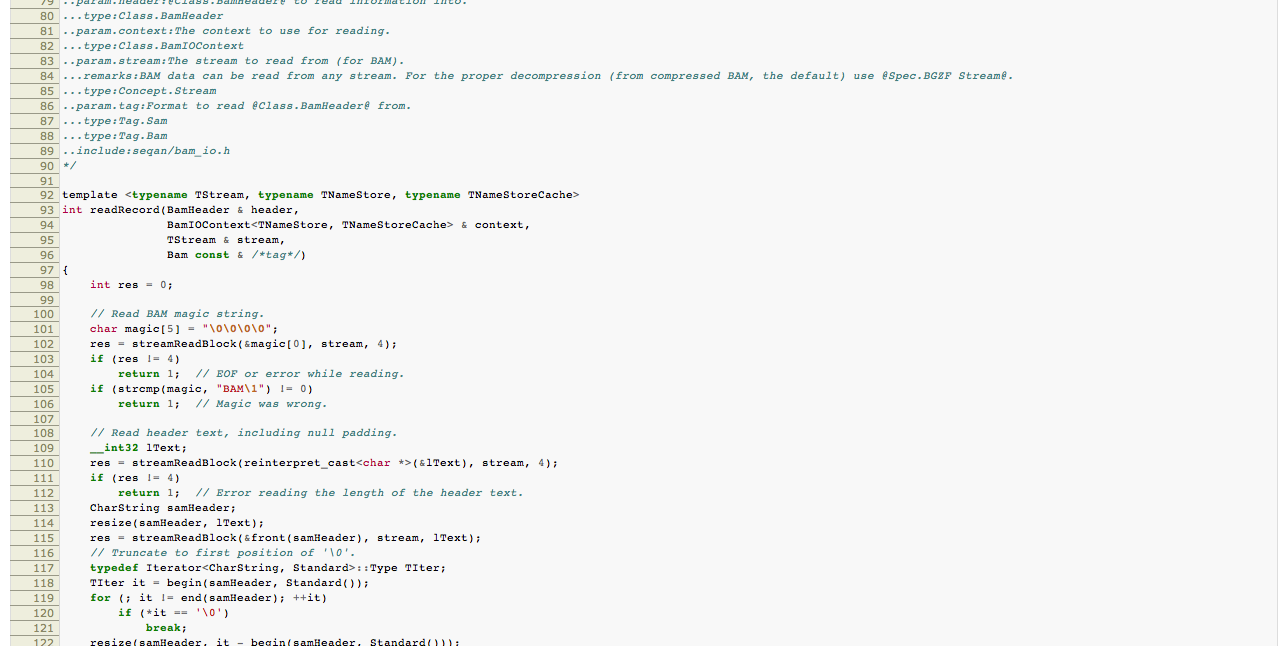 79 ..param.header:@Class.BamHeader@ to read information into.
80 ...type:Class.BamHeader
81 ..param.context:The context to use for reading.
82 ...type:Class.BamIOContext
83 ..param.stream:The stream to read from (for BAM).
84 ...remarks:BAM data can be read from any stream. For the proper decompression (from compressed BAM, the default) use @Spec.BGZF Stream@.
85 ...type:Concept.Stream
86 ..param.tag:Format to read @Class.BamHeader@ from.
87 ...type:Tag.Sam
88 ...type:Tag.Bam
89 ..include:seqan/bam_io.h
90 */
91
92 template <typename TStream, typename TNameStore, typename TNameStoreCache>
93 int readRecord(BamHeader & header,
94                BamIOContext<TNameStore, TNameStoreCache> & context,
95                TStream & stream,
96                Bam const & /*tag*/)
97 {
98     int res = 0;
99
100     // Read BAM magic string.
101     char magic[5] = "\0\0\0\0";
102     res = streamReadBlock(&magic[0], stream, 4);
103     if (res != 4)
104         return 1;  // EOF or error while reading.
105     if (strcmp(magic, "BAM\1") != 0)
106         return 1;  // Magic was wrong.
107
108     // Read header text, including null padding.
109     __int32 lText;
110     res = streamReadBlock(reinterpret_cast<char *>(&lText), stream, 4);
111     if (res != 4)
112         return 1;  // Error reading the length of the header text.
113     CharString samHeader;
114     resize(samHeader, lText);
115     res = streamReadBlock(&front(samHeader), stream, lText);
116     // Truncate to first position of '\0'.
117     typedef Iterator<CharString, Standard>::Type TIter;
118     TIter it = begin(samHeader, Standard());
119     for (; it != end(samHeader); ++it)
120         if (*it == '\0')
121             break;
122     resize(samHeader, it - begin(samHeader, Standard()));